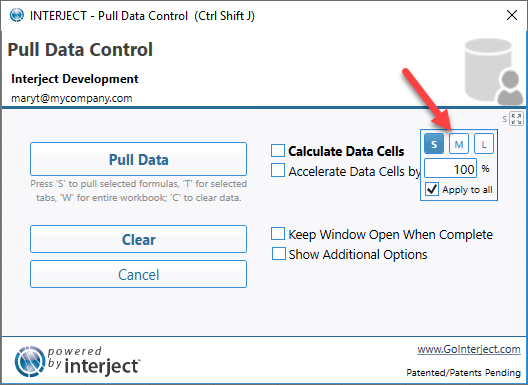 INTERJECT - Pull Data Control  (Ctrl Shift J)
Pull Data Control
Interject Development
maryt@mycompany.com
S
S M L
100 %
Apply to all
Pull Data
Press 'S' to pull selected formulas, 'T' for selected
tabs, 'W' for entire workbook; 'C' to clear data.
Calculate Data Cells
Accelerate Data Cells by
Clear
Cancel
Keep Window Open When Complete
Show Additional Options
powered
by interject™
www.GoInterject.com
Patented/Patents Pending